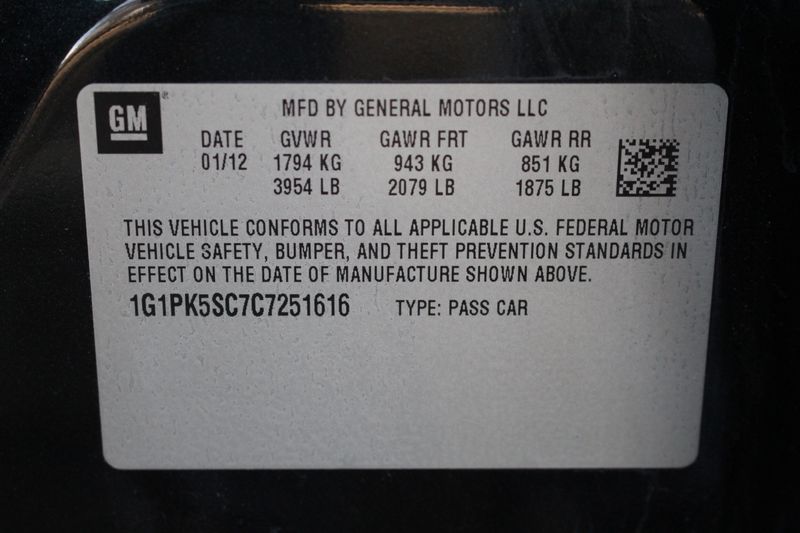 GM®
MFD BY GENERAL MOTORS LLC
DATE GVWR GAWR FRT GAWR RR
01/12 1794 KG 943 KG 851 KG
3954 LB 2079 LB 1875 LB
THIS VEHICLE CONFORMS TO ALL APPLICABLE U.S. FEDERAL MOTOR
VEHICLE SAFETY, BUMPER, AND THEFT PREVENTION STANDARDS IN
EFFECT ON THE DATE OF MANUFACTURE SHOWN ABOVE.
1G1PK5SC7C7251616 TYPE: PASS CAR